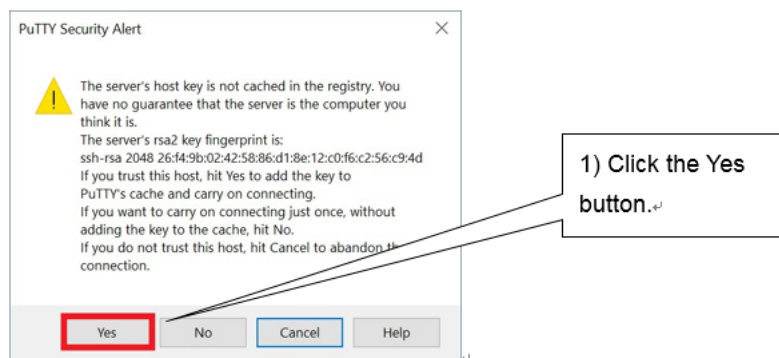 PuTTY Security Alert
The server's host key is not cached in the registry. You
have no guarantee that the server is the computer you
think it is.
The server's rsa2 key fingerprint is:
ssh-rsa 2048 26:f4:9b:02:42:58:86:d1:8e:12:c0:f6:c2:56:c9:4d
If you trust this host, hit Yes to add the key to
PuTTY's cache and carry on connecting.
If you want to carry on connecting just once, without
adding the key to the cache, hit No.
If you do not trust this host, hit Cancel to abandon the
connection.
Yes No Cancel Help
1) Click the Yes
button.